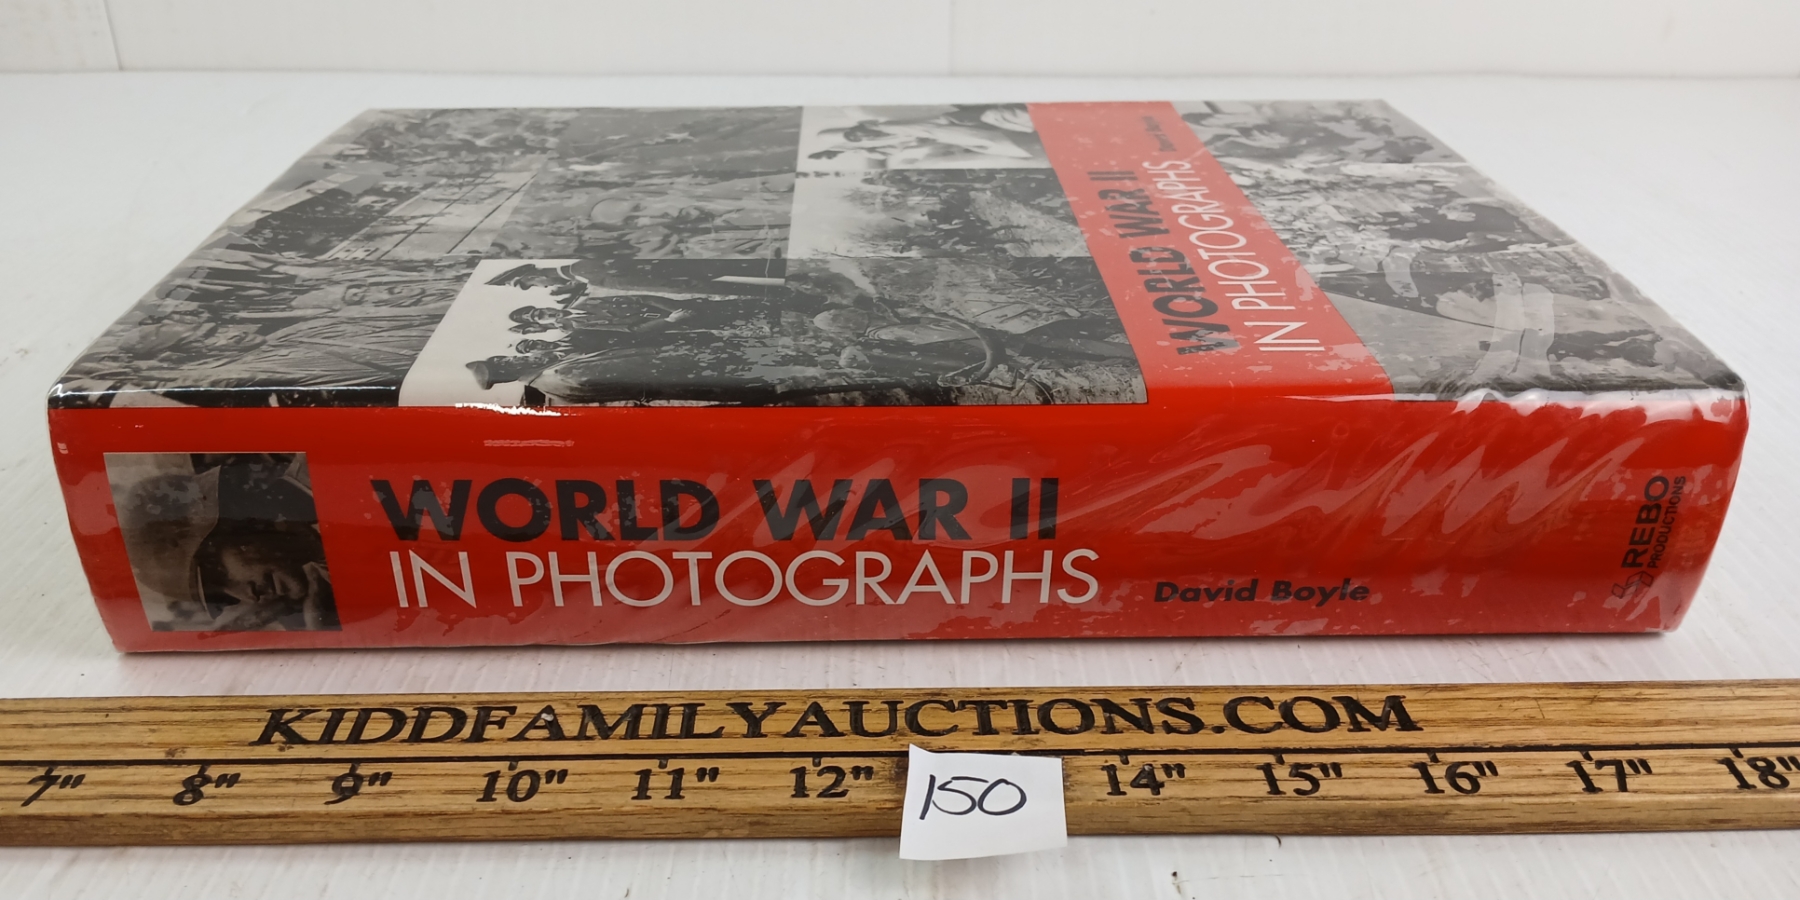 WORLD WAR II
IN PHOTOGRAPHS
WORLD WAR II
IN PHOTOGRAPHS
David Boyle
REBO
PRODUCTIONS
KIDDFAMILYAUCTIONS.COM
7" 8" 9" 10" 11" 12" 14" 15" 16" 17" 18"
150